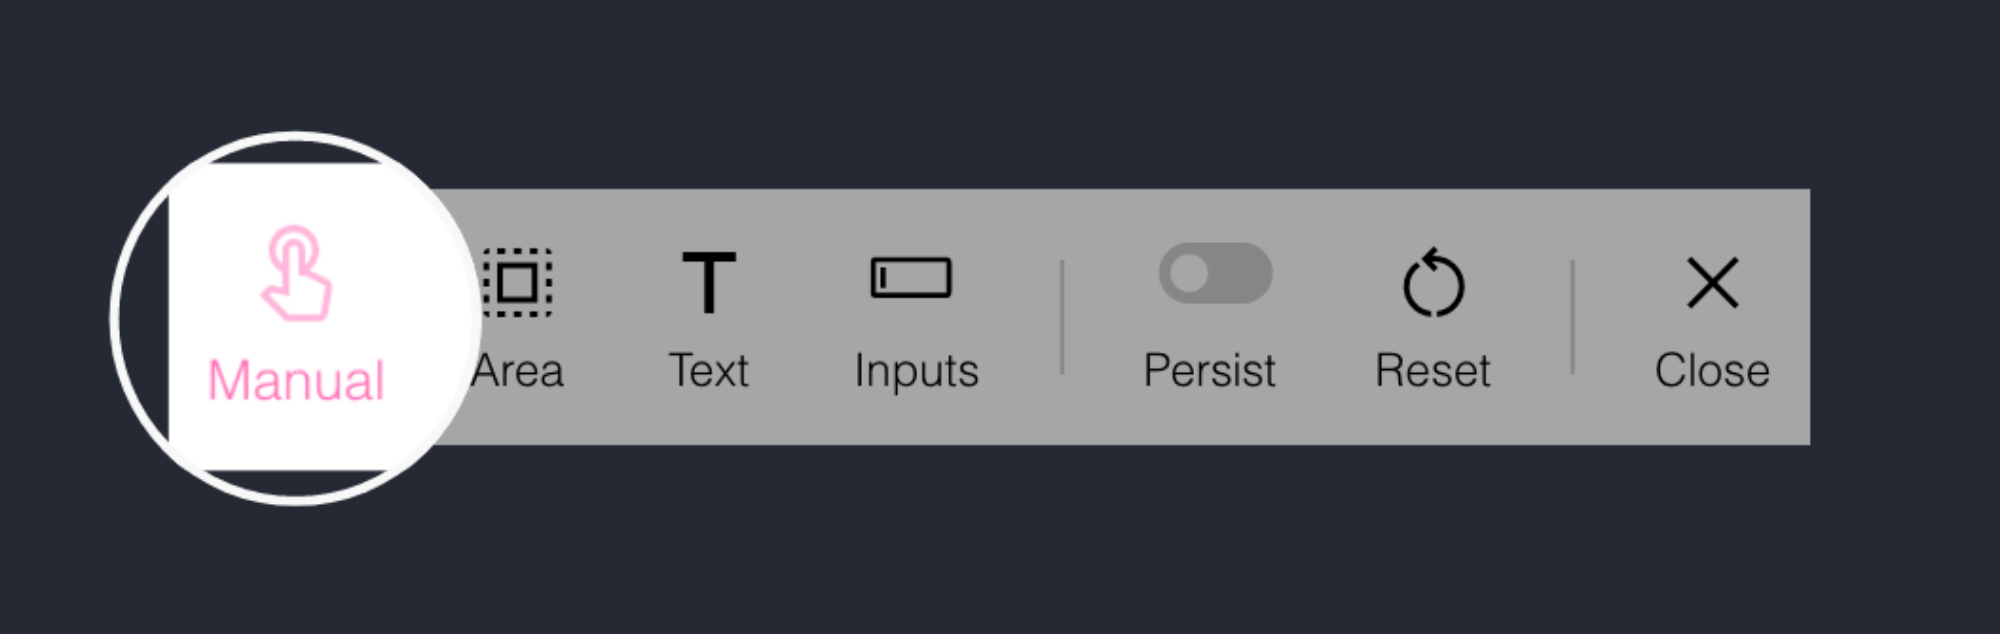 Manual
Area
Text
Inputs
Persist
Reset
Close